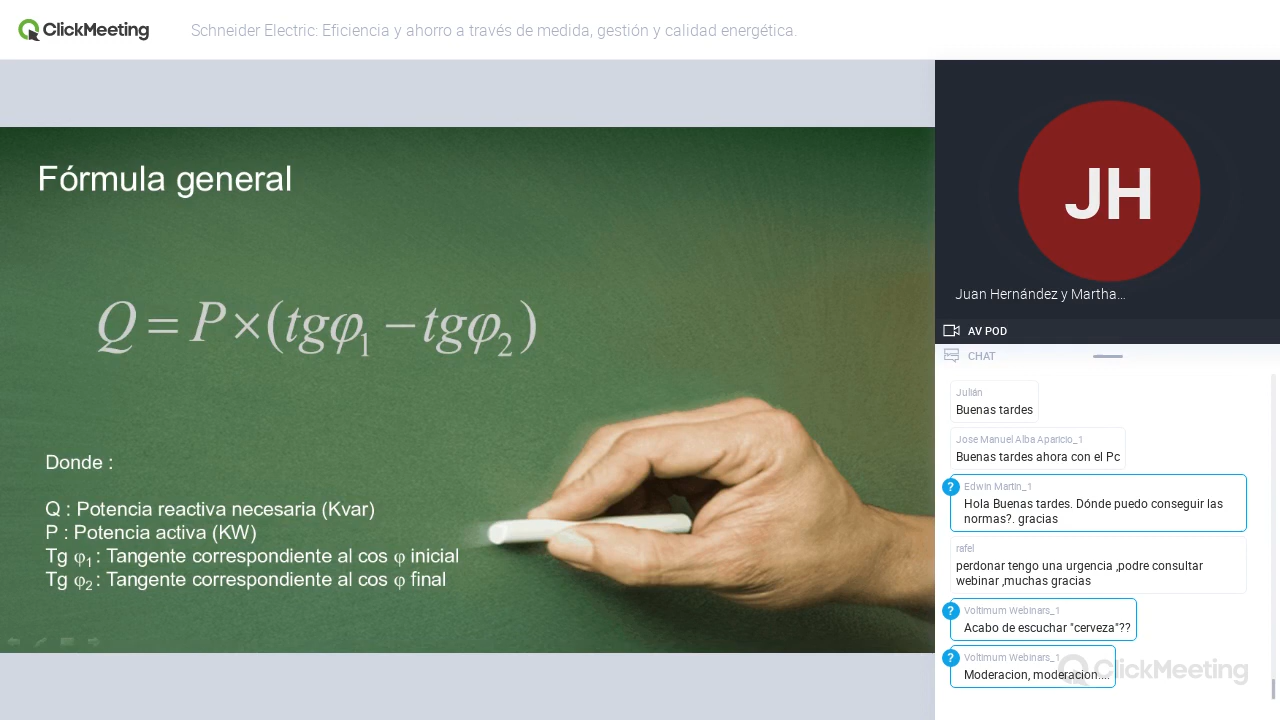 ClickMeeting
Schneider Electric: Eficiencia y ahorro a través de medida, gestión y calidad energética.
Fórmula general
Q = P×(tgφ₁ − tgφ₂)
Donde :
Q : Potencia reactiva necesaria (Kvar)
P : Potencia activa (KW)
Tg φ₁ : Tangente correspondiente al cos φ inicial
Tg φ₂ : Tangente correspondiente al cos φ final
JH
Juan Hernández y Martha...
AV POD
CHAT
Julián
Buenas tardes
Jose Manuel Alba Aparicio_1
Buenas tardes ahora con el Pc
?
Edwin Martin_1
Hola Buenas tardes. Dónde puedo conseguir las
normas?. gracias
rafel
perdonar tengo una urgencia ,podre consultar
webinar ,muchas gracias
?
Voltimum Webinars_1
Acabo de escuchar "cerveza"??
?
Voltimum Webinars_1
Moderacion, moderacion....
ClickMeeting